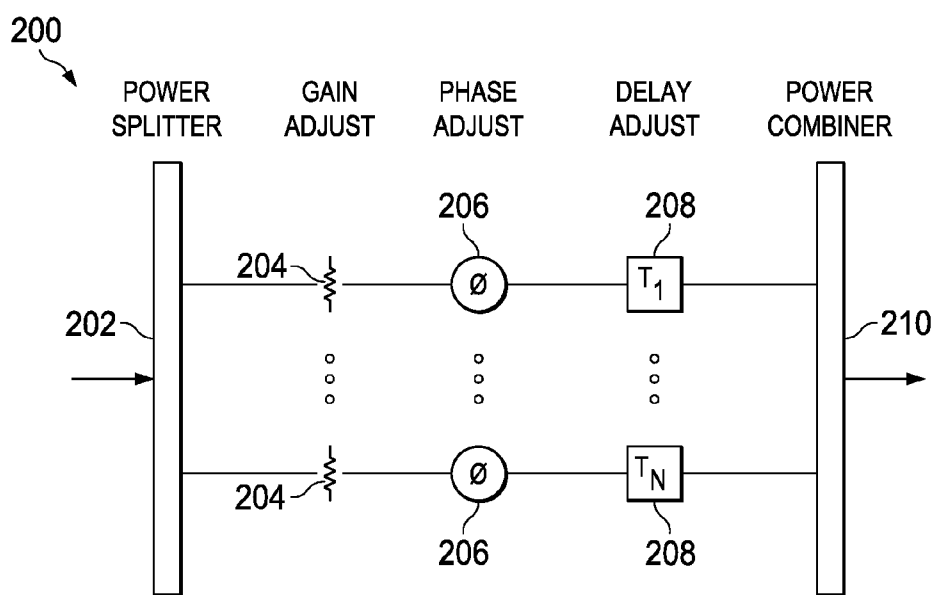 200
POWER SPLITTER
GAIN ADJUST
PHASE ADJUST
DELAY ADJUST
POWER COMBINER
206
208
204
Ø
T1
202
210
204
Ø
TN
206
208